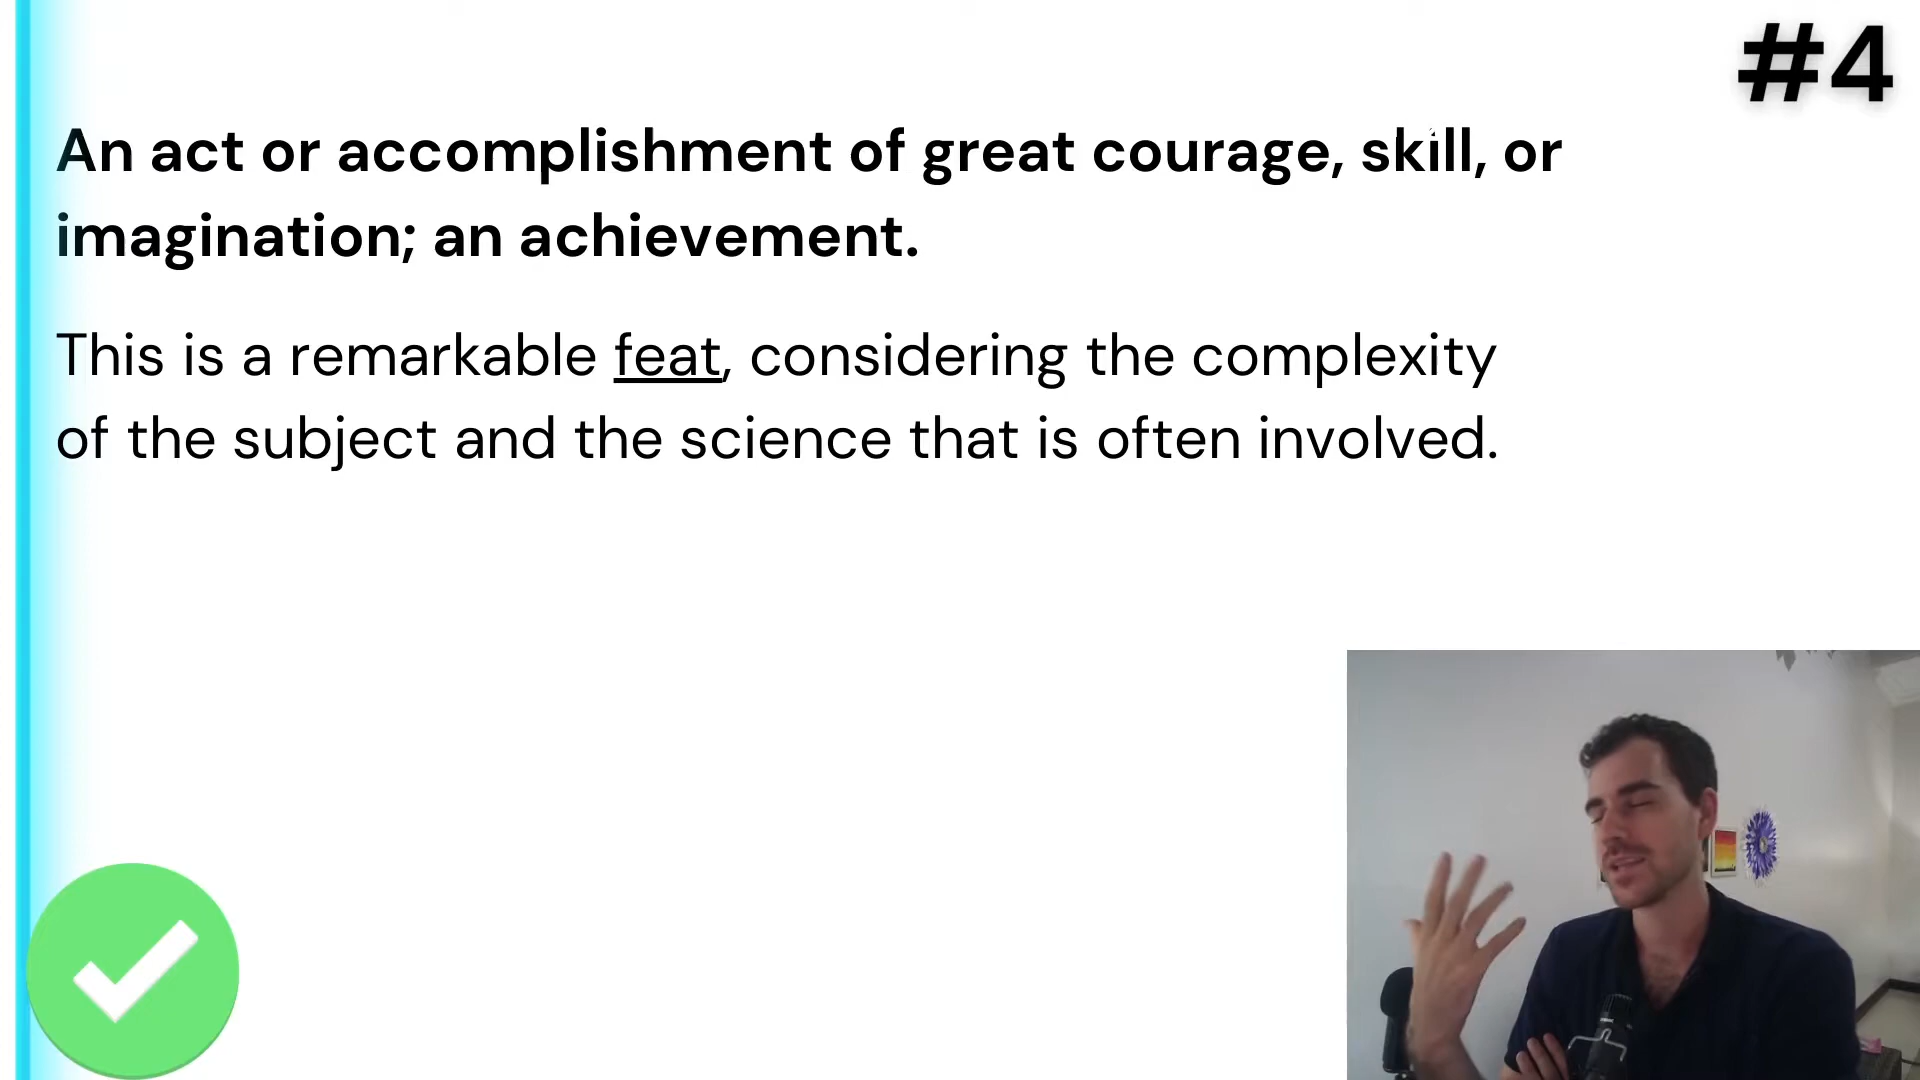 #4
An act or accomplishment of great courage, skill, or
imagination; an achievement.
This is a remarkable feat, considering the complexity
of the subject and the science that is often involved.